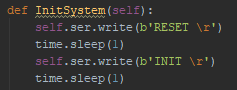 def InitSystem(self):
    self.ser.write(b'RESET \r')
    time.sleep(1)
    self.ser.write(b'INIT \r')
    time.sleep(1)